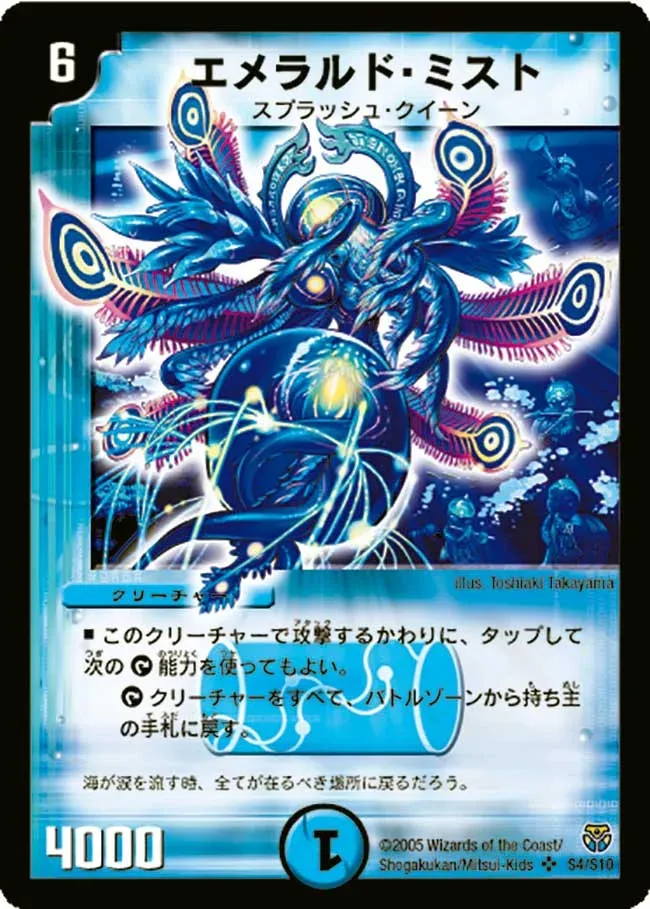 6
エメラルド・ミスト
スプラッシュ・クイーン
illus. Toshiaki Takayama
クリーチャー
■ このクリーチャーで攻撃するかわりに、タップして
次の 能力を使ってもよい。
クリーチャーをすべて、バトルゾーンから持ち主
の手札に戻す。
海が涙を流す時、全てが在るべき場所に戻るだろう。
4000
1
©2005 Wizards of the Coast/
Shogakukan/Mitsui-Kids
S4/S10